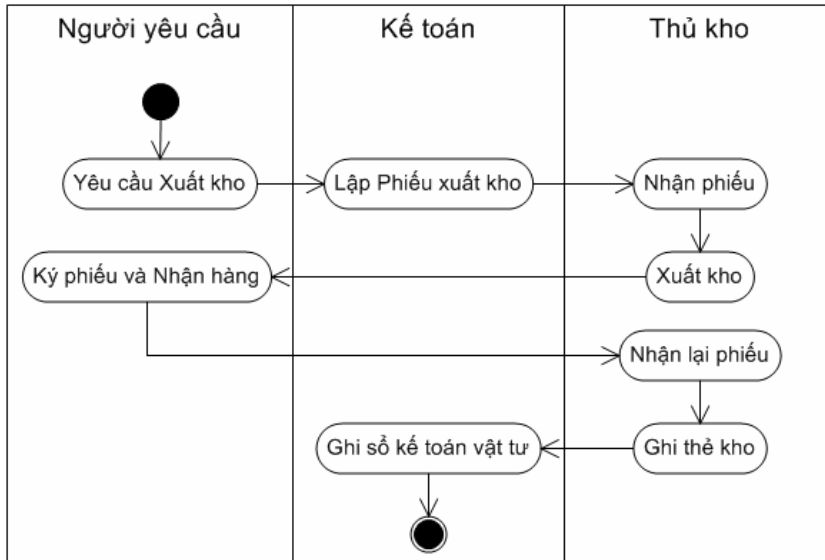 Người yêu cầu
Kế toán
Thủ kho
Yêu cầu Xuất kho
Lập Phiếu xuất kho
Nhận phiếu
Ký phiếu và Nhận hàng
Xuất kho
Nhận lại phiếu
Ghi sổ kế toán vật tư
Ghi thẻ kho